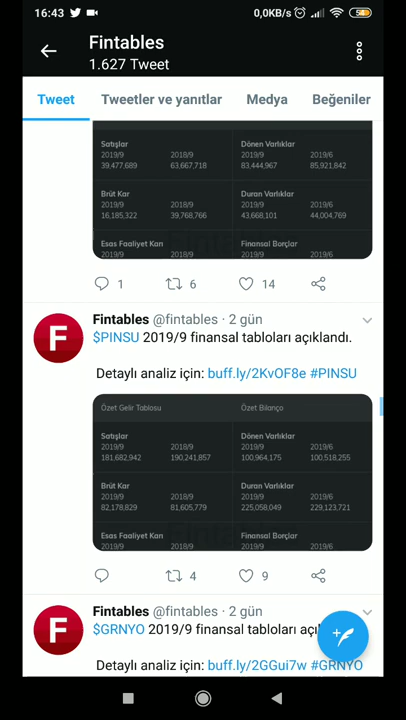 16:43
0,0KB/s
54
Fintables
1.627 Tweet
Tweet Tweetler ve yanıtlar Medya Beğeniler
Satışlar Dönen Varlıklar
2019/9 2018/9 2019/9 2019/6
39,477,689 63,667,718 83,444,967 85,921,842
Brüt Kar Duran Varlıklar
2019/9 2018/9 2019/9 2019/6
16,185,322 39,768,766 43,668,101 44,004,769
Esas Faaliyet Karı Finansal Borçlar
2019/9 2018/9 2019/9 2019/6
1 6 14
F
Fintables @fintables · 2 gün
$PINSU 2019/9 finansal tabloları açıklandı.
Detaylı analiz için: buff.ly/2KvOF8e #PINSU
Özet Gelir Tablosu Özet Bilanço
Satışlar Dönen Varlıklar
2019/9 2018/9 2019/9 2019/6
181,682,942 190,241,857 100,964,175 100,518,255
Brüt Kar Duran Varlıklar
2019/9 2018/9 2019/9 2019/6
82,178,829 81,605,779 225,058,049 229,123,721
Esas Faaliyet Karı Finansal Borçlar
2019/9 2018/9 2019/9 2019/6
4 9
F
Fintables @fintables · 2 gün
$GRNYO 2019/9 finansal tabloları açı
Detaylı analiz için: buff.ly/2GGui7w #GRNYO